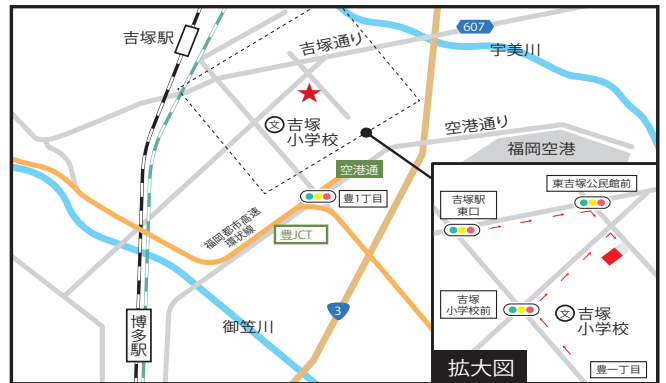 607
吉塚駅
吉塚通り
宇美川
文
吉塚
小学校
空港通り
福岡空港
空港通
豊1丁目
福岡都市高速
環状線
豊JCT
3
博多駅
御笠川
東吉塚公民館前
吉塚駅
東口
吉塚
小学校前
文
吉塚
小学校
豊一丁目
拡大図